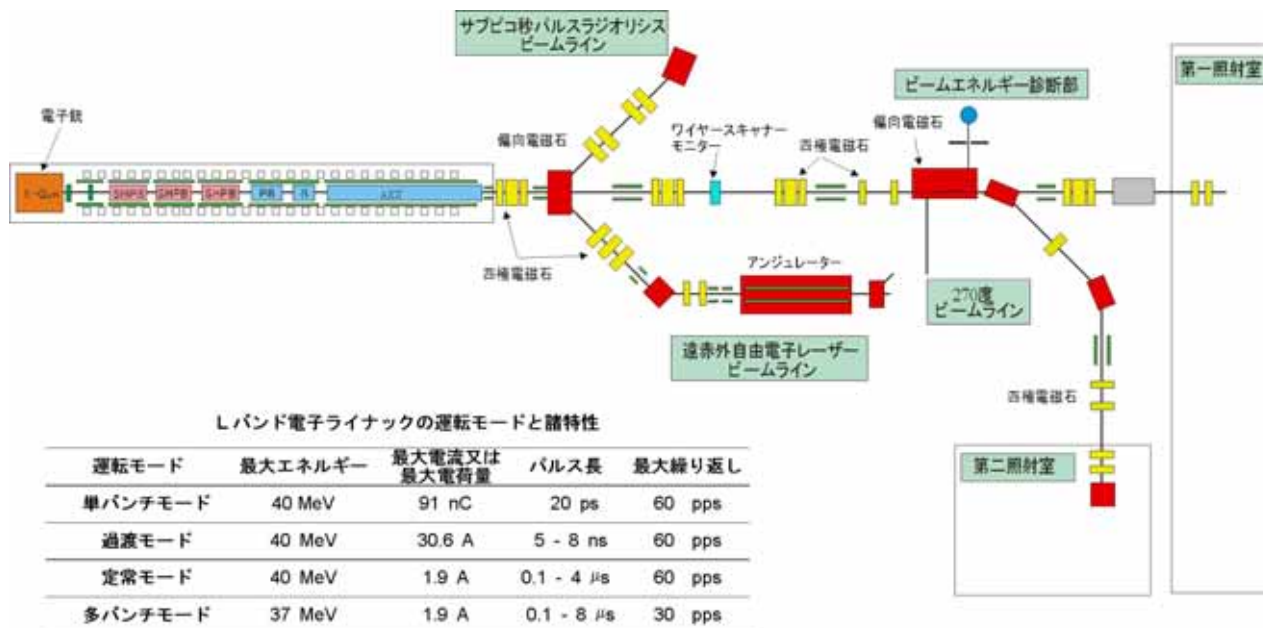 サブピコ秒パルスラジオリシス
ビームライン
第一照射室
ビームエネルギー診断部
電子銃
偏向電磁石
ワイヤースキャナー
モニター
四極電磁石
偏向電磁石
E-Gun
SHPB
SHPB
PB
B
ACC
四極電磁石
アンジュレーター
270度
ビームライン
遠赤外自由電子レーザー
ビームライン
四極電磁石
第二照射室
Lバンド電子ライナックの運転モードと諸特性
運転モード 最大エネルギー 最大電流又は最大電荷量 パルス長 最大繰り返し
単バンチモード 40 MeV 91 nC 20 ps 60 pps
過渡モード 40 MeV 30.6 A 5 - 8 ns 60 pps
定常モード 40 MeV 1.9 A 0.1 - 4 μs 60 pps
多バンチモード 37 MeV 1.9 A 0.1 - 8 μs 30 pps